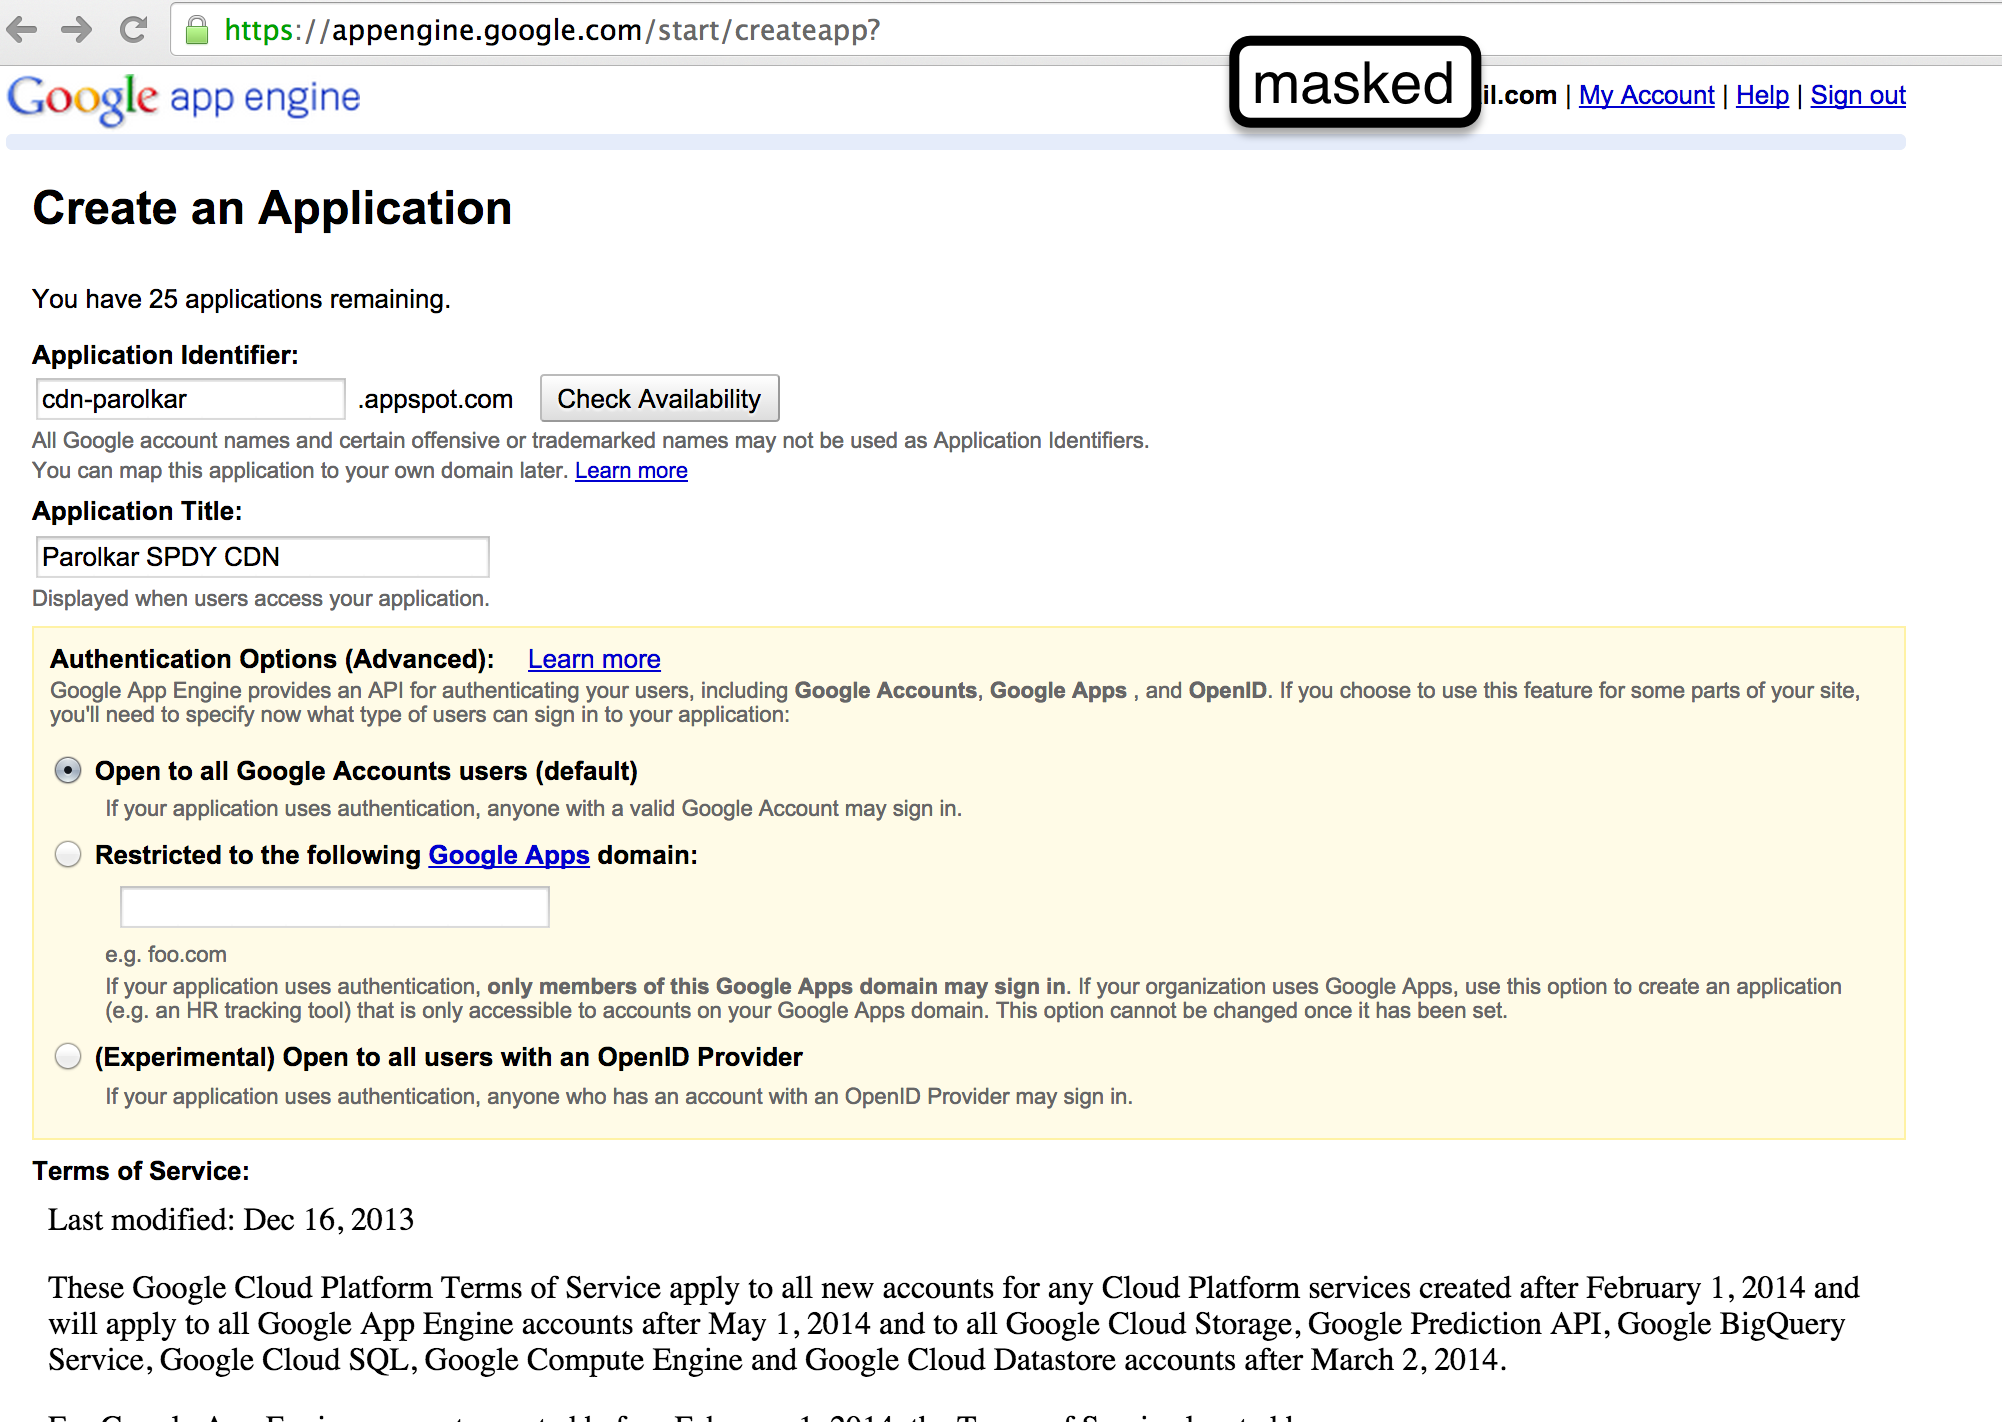 https://appengine.google.com/start/createapp?
Google app engine
masked
il.com | My Account | Help | Sign out
Create an Application
You have 25 applications remaining.
Application Identifier:
cdn-parolkar .appspot.com Check Availability
All Google account names and certain offensive or trademarked names may not be used as Application Identifiers.
You can map this application to your own domain later. Learn more
Application Title:
Parolkar SPDY CDN
Displayed when users access your application.
Authentication Options (Advanced): Learn more
Google App Engine provides an API for authenticating your users, including Google Accounts, Google Apps , and OpenID. If you choose to use this feature for some parts of your site,
you'll need to specify now what type of users can sign in to your application:
Open to all Google Accounts users (default)
If your application uses authentication, anyone with a valid Google Account may sign in.
Restricted to the following Google Apps domain:
e.g. foo.com
If your application uses authentication, only members of this Google Apps domain may sign in. If your organization uses Google Apps, use this option to create an application
(e.g. an HR tracking tool) that is only accessible to accounts on your Google Apps domain. This option cannot be changed once it has been set.
(Experimental) Open to all users with an OpenID Provider
If your application uses authentication, anyone who has an account with an OpenID Provider may sign in.
Terms of Service:
Last modified: Dec 16, 2013
These Google Cloud Platform Terms of Service apply to all new accounts for any Cloud Platform services created after February 1, 2014 and
will apply to all Google App Engine accounts after May 1, 2014 and to all Google Cloud Storage, Google Prediction API, Google BigQuery
Service, Google Cloud SQL, Google Compute Engine and Google Cloud Datastore accounts after March 2, 2014.